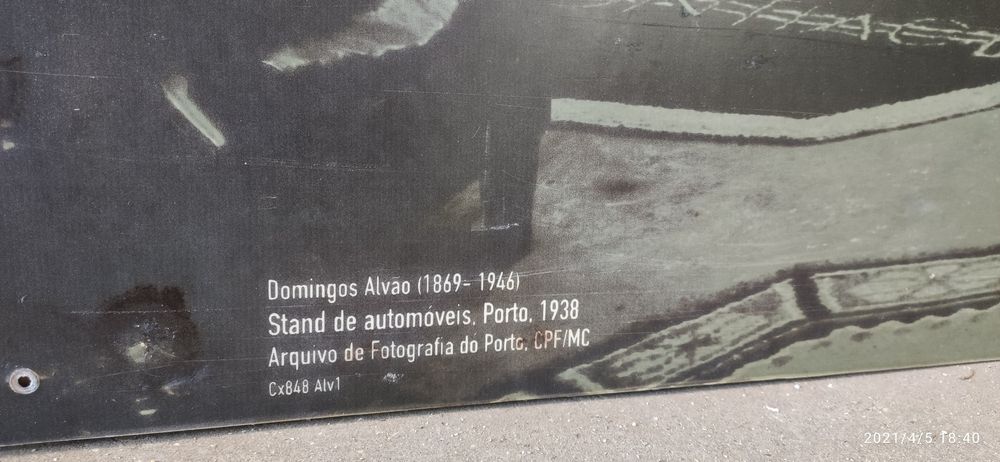 Domingos Alvão (1869- 1946)
Stand de automóveis, Porto, 1938
Arquivo de Fotografia do Porto, CPF/MC
Cx848 Alv1
2021/4/5 18:40